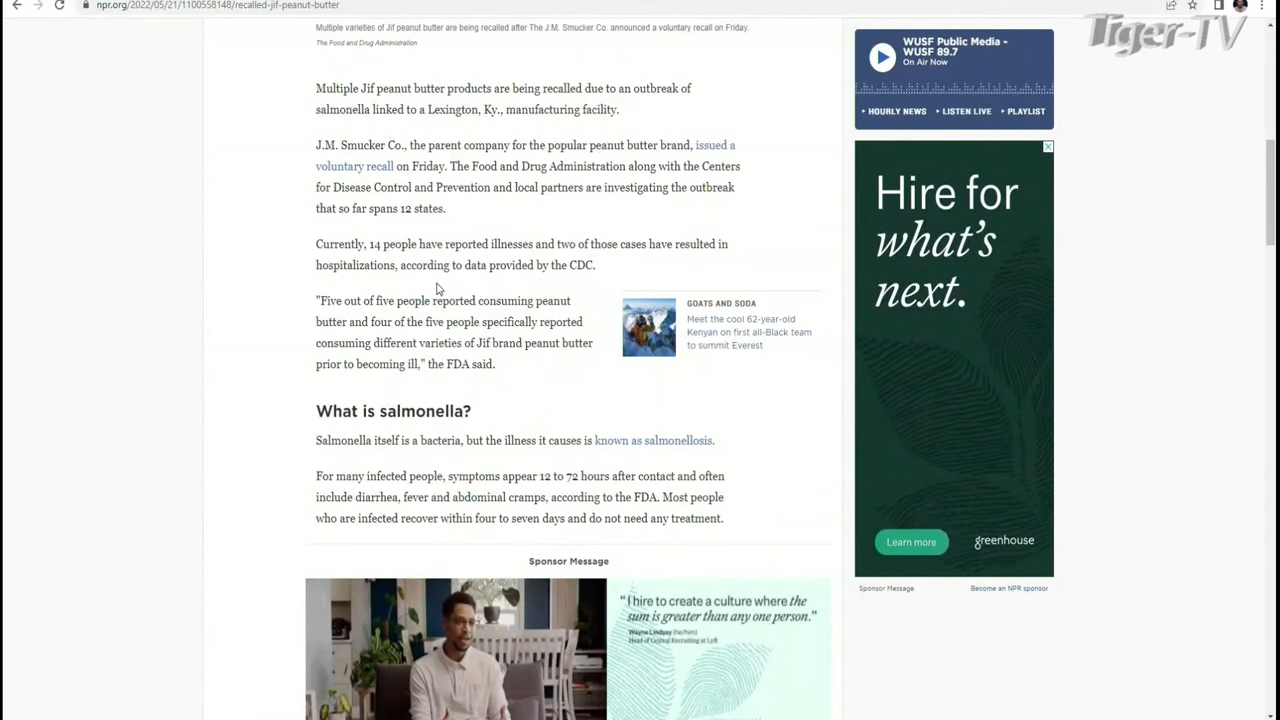 npr.org/2022/05/21/1100558148/recalled-jif-peanut-butter
Tiger-TV
Multiple varieties of Jif peanut butter are being recalled after The J.M. Smucker Co. announced a voluntary recall on Friday.
The Food and Drug Administration
Multiple Jif peanut butter products are being recalled due to an outbreak of
salmonella linked to a Lexington, Ky., manufacturing facility.
J.M. Smucker Co., the parent company for the popular peanut butter brand, issued a
voluntary recall on Friday. The Food and Drug Administration along with the Centers
for Disease Control and Prevention and local partners are investigating the outbreak
that so far spans 12 states.
Currently, 14 people have reported illnesses and two of those cases have resulted in
hospitalizations, according to data provided by the CDC.
"Five out of five people reported consuming peanut
butter and four of the five people specifically reported
consuming different varieties of Jif brand peanut butter
prior to becoming ill," the FDA said.
GOATS AND SODA
Meet the cool 62-year-old
Kenyan on first all-Black team
to summit Everest
What is salmonella?
Salmonella itself is a bacteria, but the illness it causes is known as salmonellosis.
For many infected people, symptoms appear 12 to 72 hours after contact and often
include diarrhea, fever and abdominal cramps, according to the FDA. Most people
who are infected recover within four to seven days and do not need any treatment.
Sponsor Message
"I hire to create a culture where the
sum is greater than any one person."
Wayne Lindsay (he/him)
Head of Central Recruiting at Lyft
WUSF Public Media -
WUSF 89.7
On Air Now
HOURLY NEWS LISTEN LIVE PLAYLIST
Hire for
what's
next.
Learn more greenhouse
Sponsor Message Become an NPR sponsor